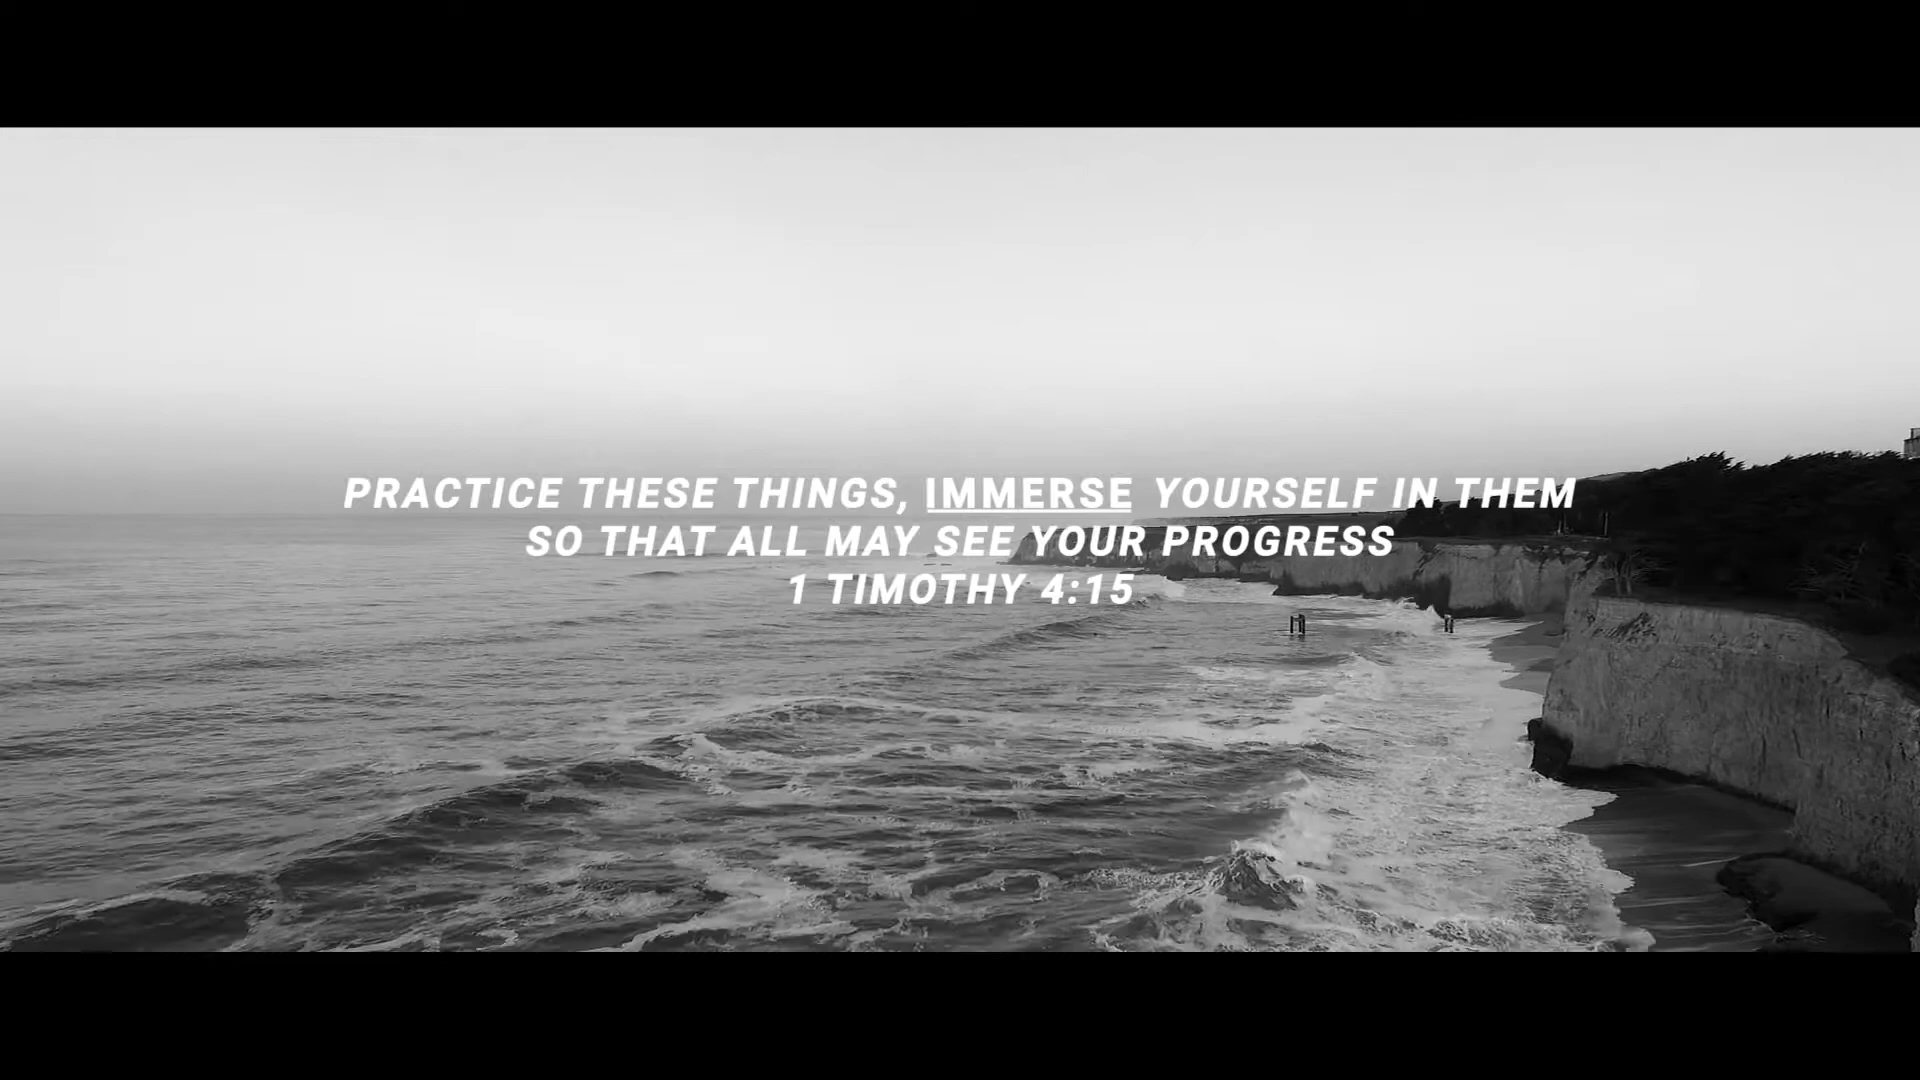 PRACTICE THESE THINGS, IMMERSE YOURSELF IN THEM
SO THAT ALL MAY SEE YOUR PROGRESS
1 TIMOTHY 4:15